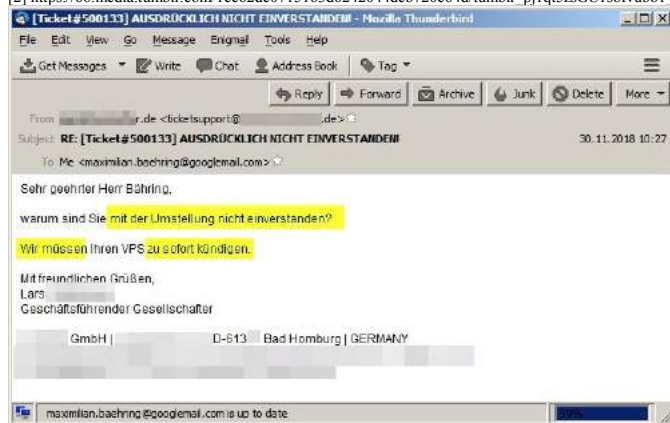 [Ticket#500133] AUSDRÜCKLICH NICHT EINVERSTANDEN! - Mozilla Thunderbird
File Edit View Go Message Enigmail Tools Help
Get Messages Write Chat Address Book Tag
Reply Forward Archive Junk Delete More
From r.de <ticketsupport@ .de>
Subject RE: [Ticket#500133] AUSDRÜCKLICH NICHT EINVERSTANDEN! 30.11.2018 10:27
To Me <maximilian.baehring@googlemail.com>
Sehr geehrter Herr Bähring,
warum sind Sie mit der Umstellung nicht einverstanden?
Wir müssen Ihren VPS zu sofort kündigen.
Mit freundlichen Grüßen,
Lars
Geschäftsführender Gesellschafter
GmbH | D-613 Bad Homburg | GERMANY
maximilian.baehring@googlemail.com is up to date